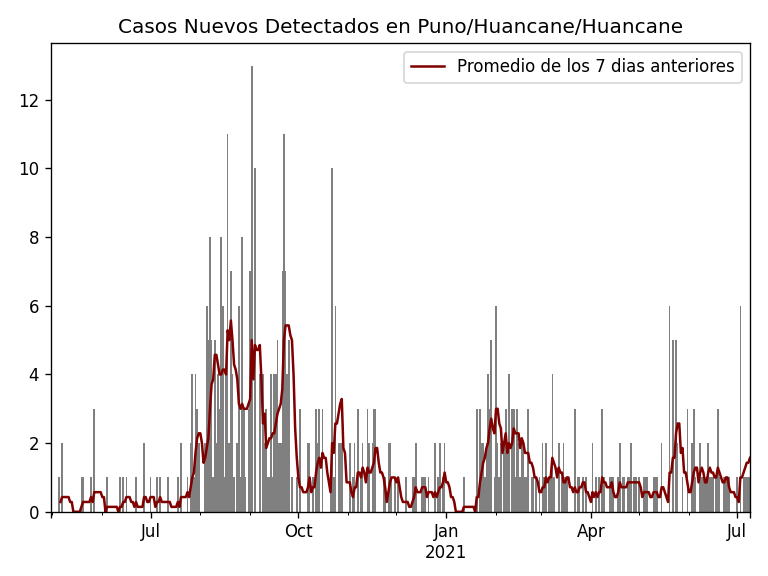 Casos Nuevos Detectados en Puno/Huancane/Huancane
Promedio de los 7 dias anteriores
12
10
8
6
4
2
0
Jul Oct Jan Apr Jul
2021